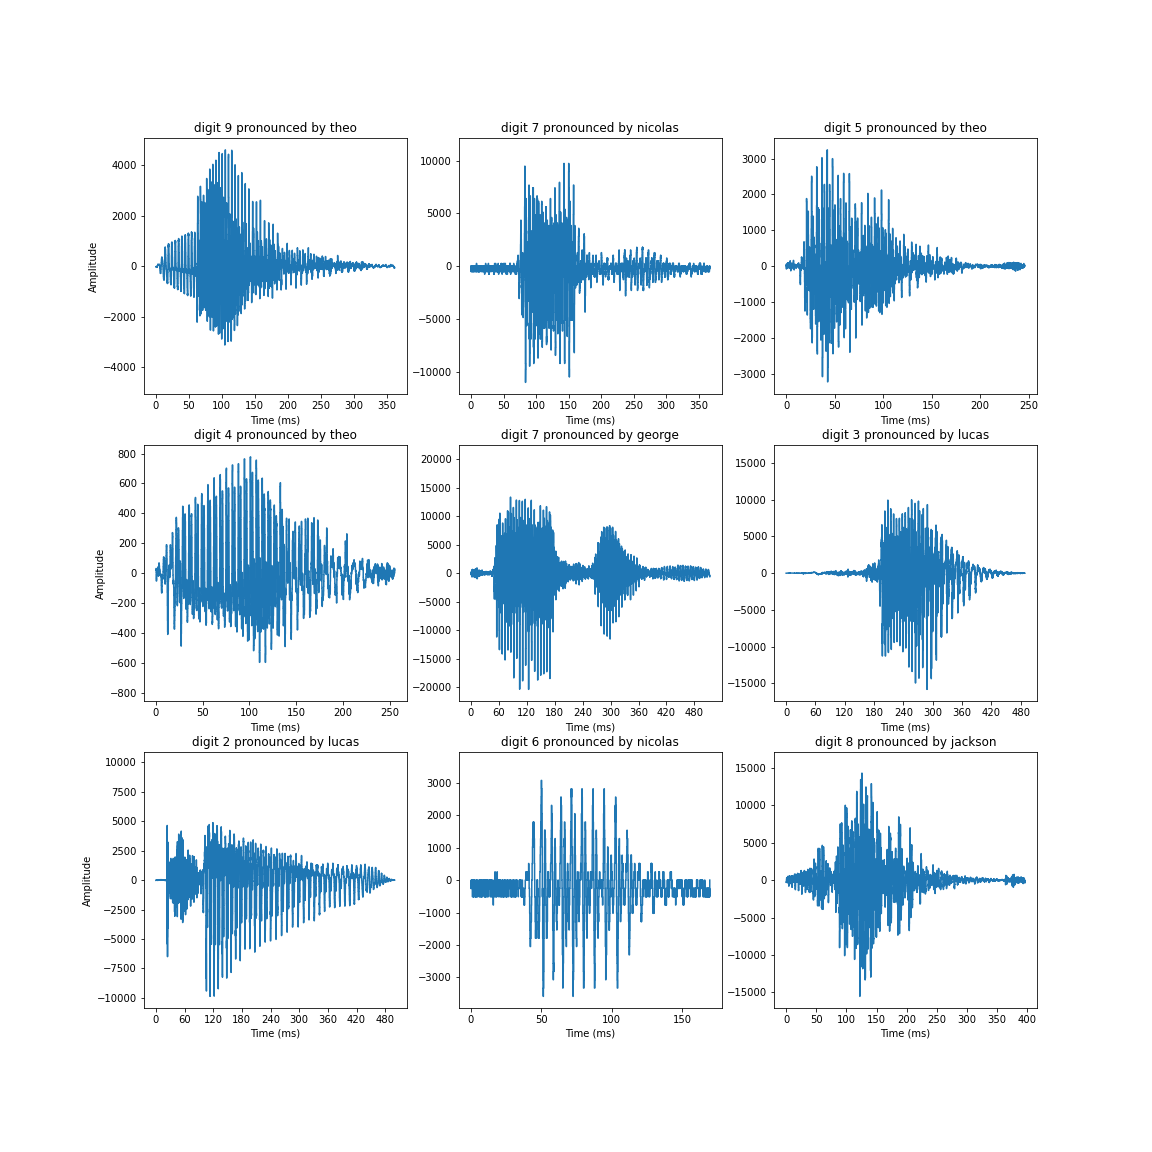 digit 9 pronounced by theo
4000
2000
0
−2000
−4000
Amplitude
0 50 100 150 200 250 300 350
Time (ms)
digit 7 pronounced by nicolas
10000
5000
0
−5000
−10000
0 50 100 150 200 250 300 350
Time (ms)
digit 5 pronounced by theo
3000
2000
1000
0
−1000
−2000
−3000
0 50 100 150 200 250
Time (ms)
digit 4 pronounced by theo
800
600
400
200
0
−200
−400
−600
−800
Amplitude
0 50 100 150 200 250
Time (ms)
digit 7 pronounced by george
20000
15000
10000
5000
0
−5000
−10000
−15000
−20000
0 60 120 180 240 300 360 420 480
Time (ms)
digit 3 pronounced by lucas
15000
10000
5000
0
−5000
−10000
−15000
0 60 120 180 240 300 360 420 480
Time (ms)
digit 2 pronounced by lucas
10000
7500
5000
2500
0
−2500
−5000
−7500
−10000
Amplitude
0 60 120 180 240 300 360 420 480
Time (ms)
digit 6 pronounced by nicolas
3000
2000
1000
0
−1000
−2000
−3000
0 50 100 150
Time (ms)
digit 8 pronounced by jackson
15000
10000
5000
0
−5000
−10000
−15000
0 50 100 150 200 250 300 350 400
Time (ms)